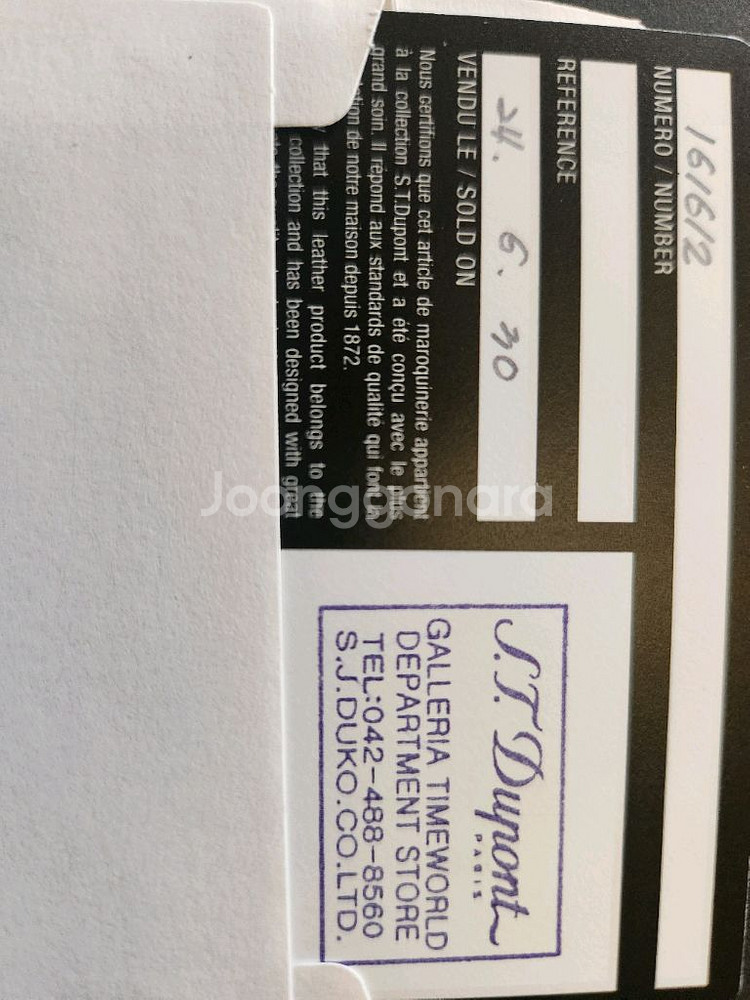 NUMERO / NUMBER
161612
REFERENCE
VENDU LE / SOLD ON
24. 6. 30
Nous certifions que cet article de maroquinerie appartient
à la collection S.T.Dupont et a été conçu avec le plus
grand soin. Il répond aux standards de qualité qui font la
de notre maison depuis 1872.
that this leather product belongs to the
collection and has been designed with great
S.T. Dupont
PARIS
GALLERIA TIMEWORLD
DEPARTMENT STORE
TEL:042-488-8560
S.J.DUKO.CO.LTD.
Joonggonara